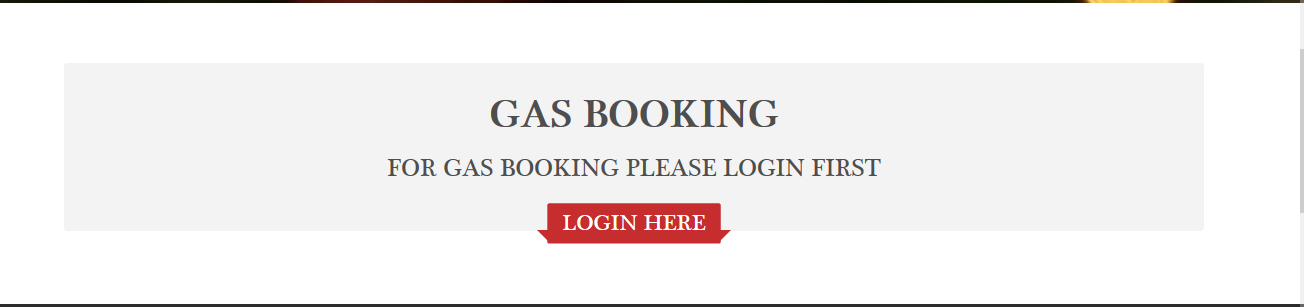 GAS BOOKING
FOR GAS BOOKING PLEASE LOGIN FIRST
LOGIN HERE